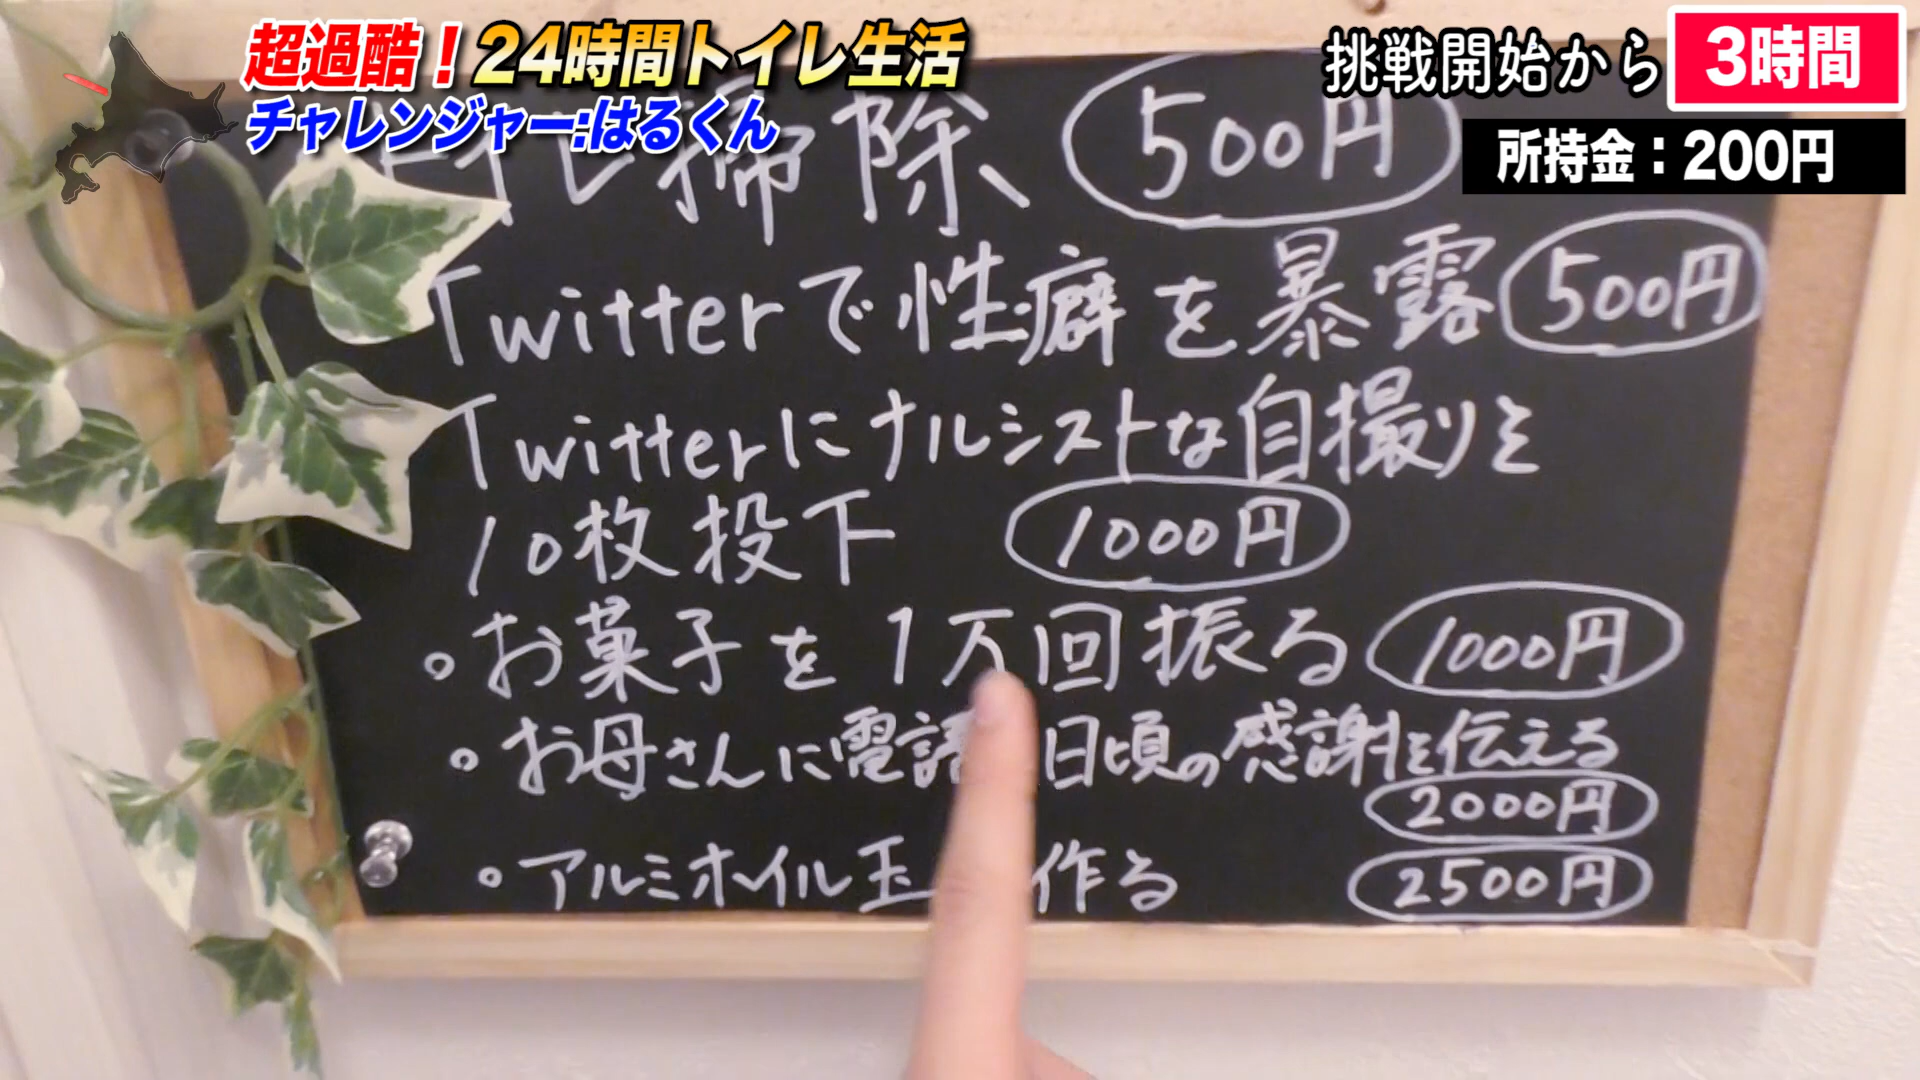 超過酷！24時間トイレ生活
チャレンジャー:はるくん
挑戦開始から 3時間
所持金：200円
トイレ掃除 500円
Twitterで性癖を暴露 500円
Twitterにナルシストな自撮りを
10枚投下 1000円
。お菓子を1万回振る 1000円
。お母さんに電話 日頃の感謝を伝える
2000円
。アルミホイル玉 作る 2500円